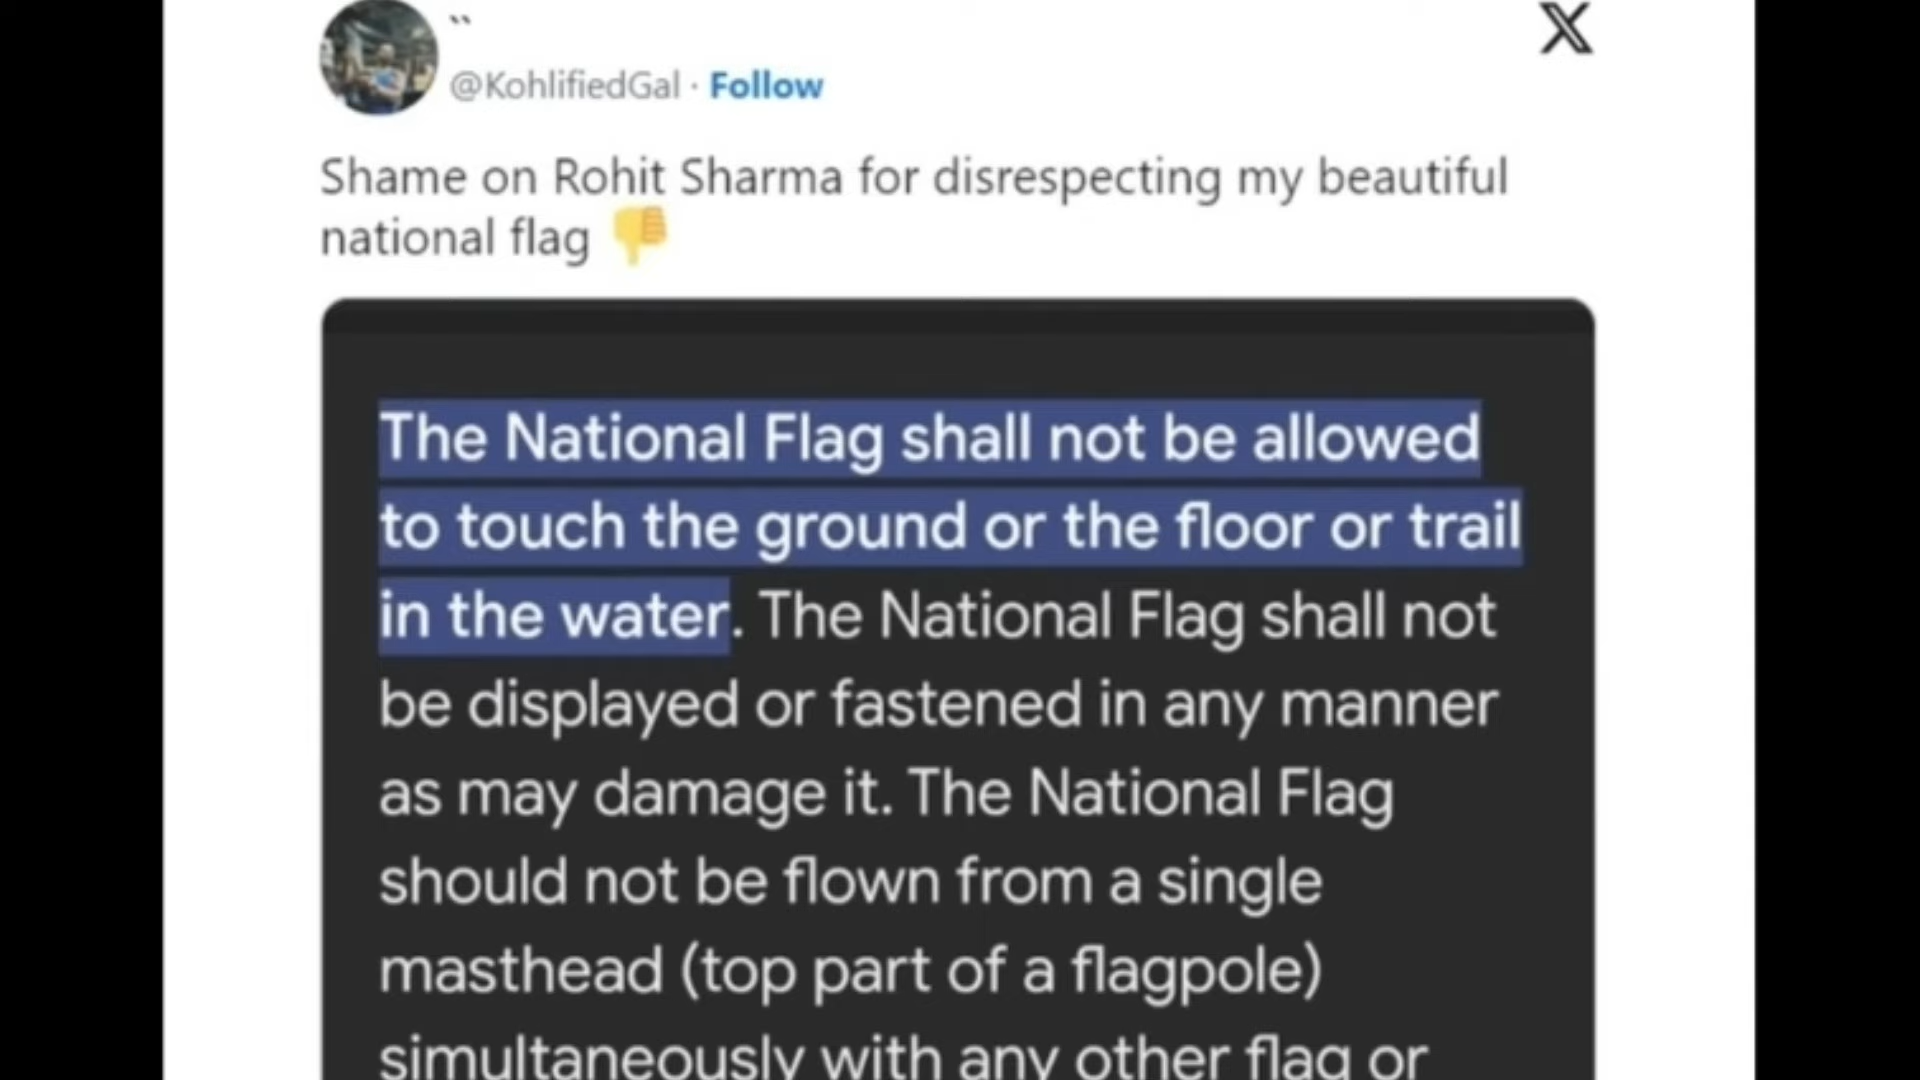 ``
@KohlifiedGal · Follow
Shame on Rohit Sharma for disrespecting my beautiful
national flag 👎
The National Flag shall not be allowed
to touch the ground or the floor or trail
in the water. The National Flag shall not
be displayed or fastened in any manner
as may damage it. The National Flag
should not be flown from a single
masthead (top part of a flagpole)
simultaneously with any other flag or